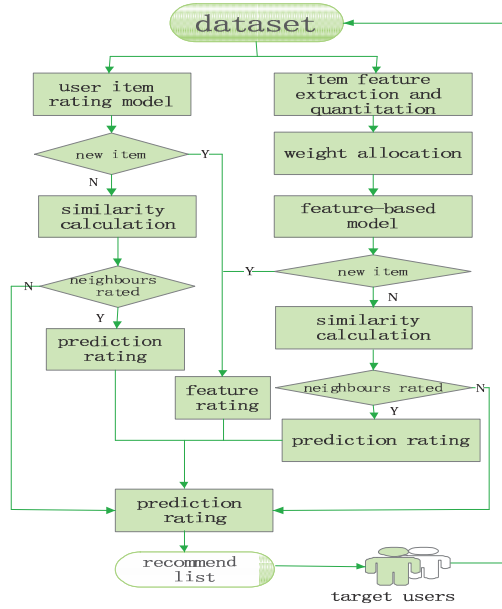 dataset
user item
rating model
item feature
extraction and
quantitation
new item
Y
weight allocation
N
similarity
calculation
feature-based
model
Y
new item
N
N
neighbours
rated
Y
similarity
calculation
prediction
rating
neighbours rated
N
feature
rating
Y
prediction rating
prediction
rating
recommend
list
target users